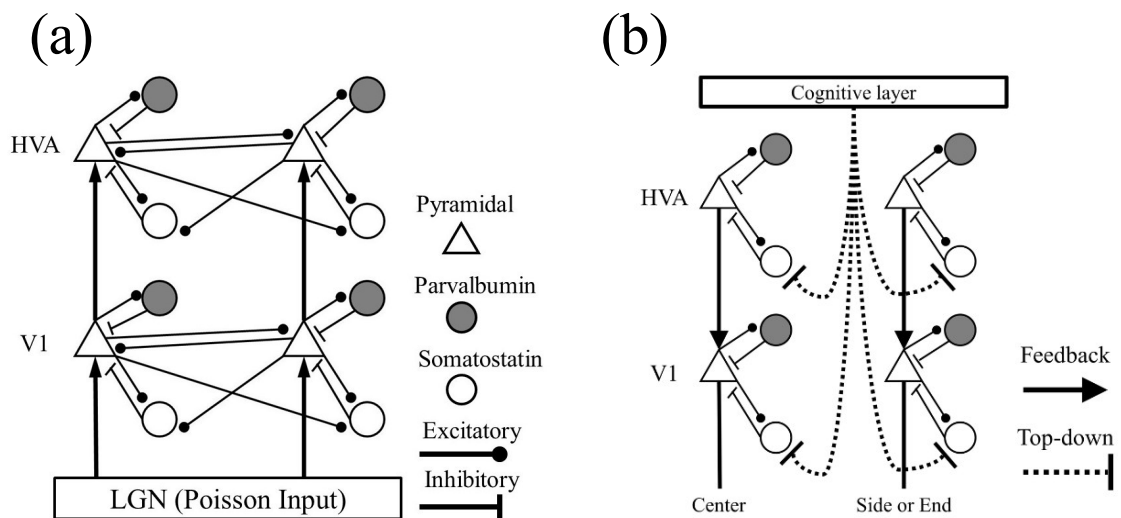 (a)
HVA
V1
Pyramidal
Parvalbumin
Somatostatin
Excitatory
Inhibitory
LGN (Poisson Input)
(b)
Cognitive layer
HVA
V1
Feedback
Top-down
Center
Side or End